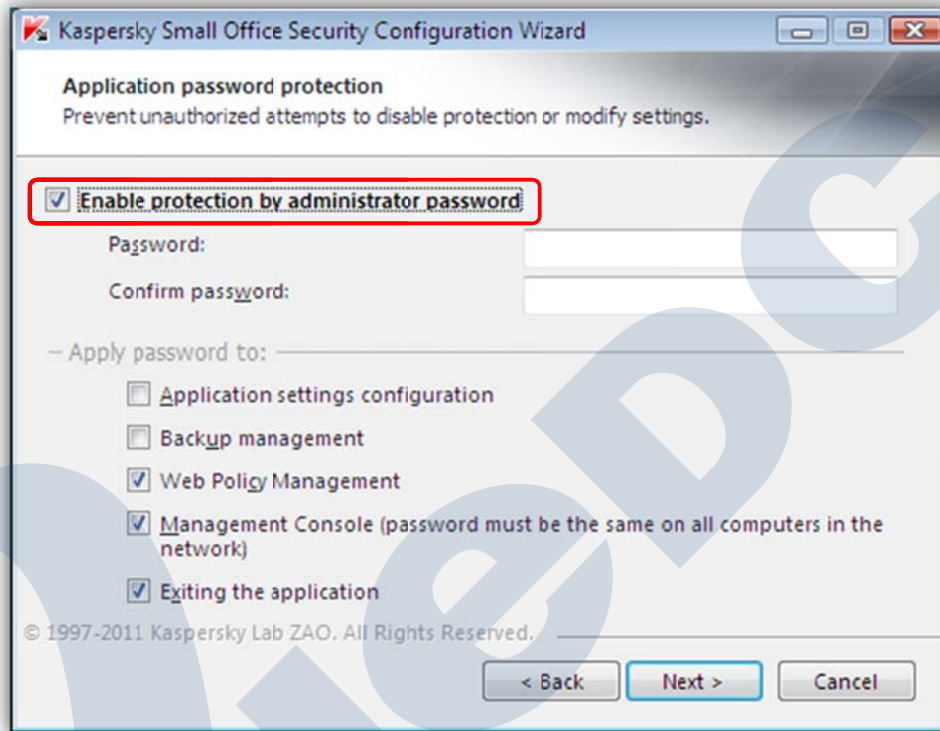 Kaspersky Small Office Security Configuration Wizard
Application password protection
Prevent unauthorized attempts to disable protection or modify settings.
Enable protection by administrator password
Password:
Confirm password:
Apply password to:
Application settings configuration
Backup management
Web Policy Management
Management Console (password must be the same on all computers in the
network)
Exiting the application
© 1997-2011 Kaspersky Lab ZAO. All Rights Reserved.
< Back
Next >
Cancel